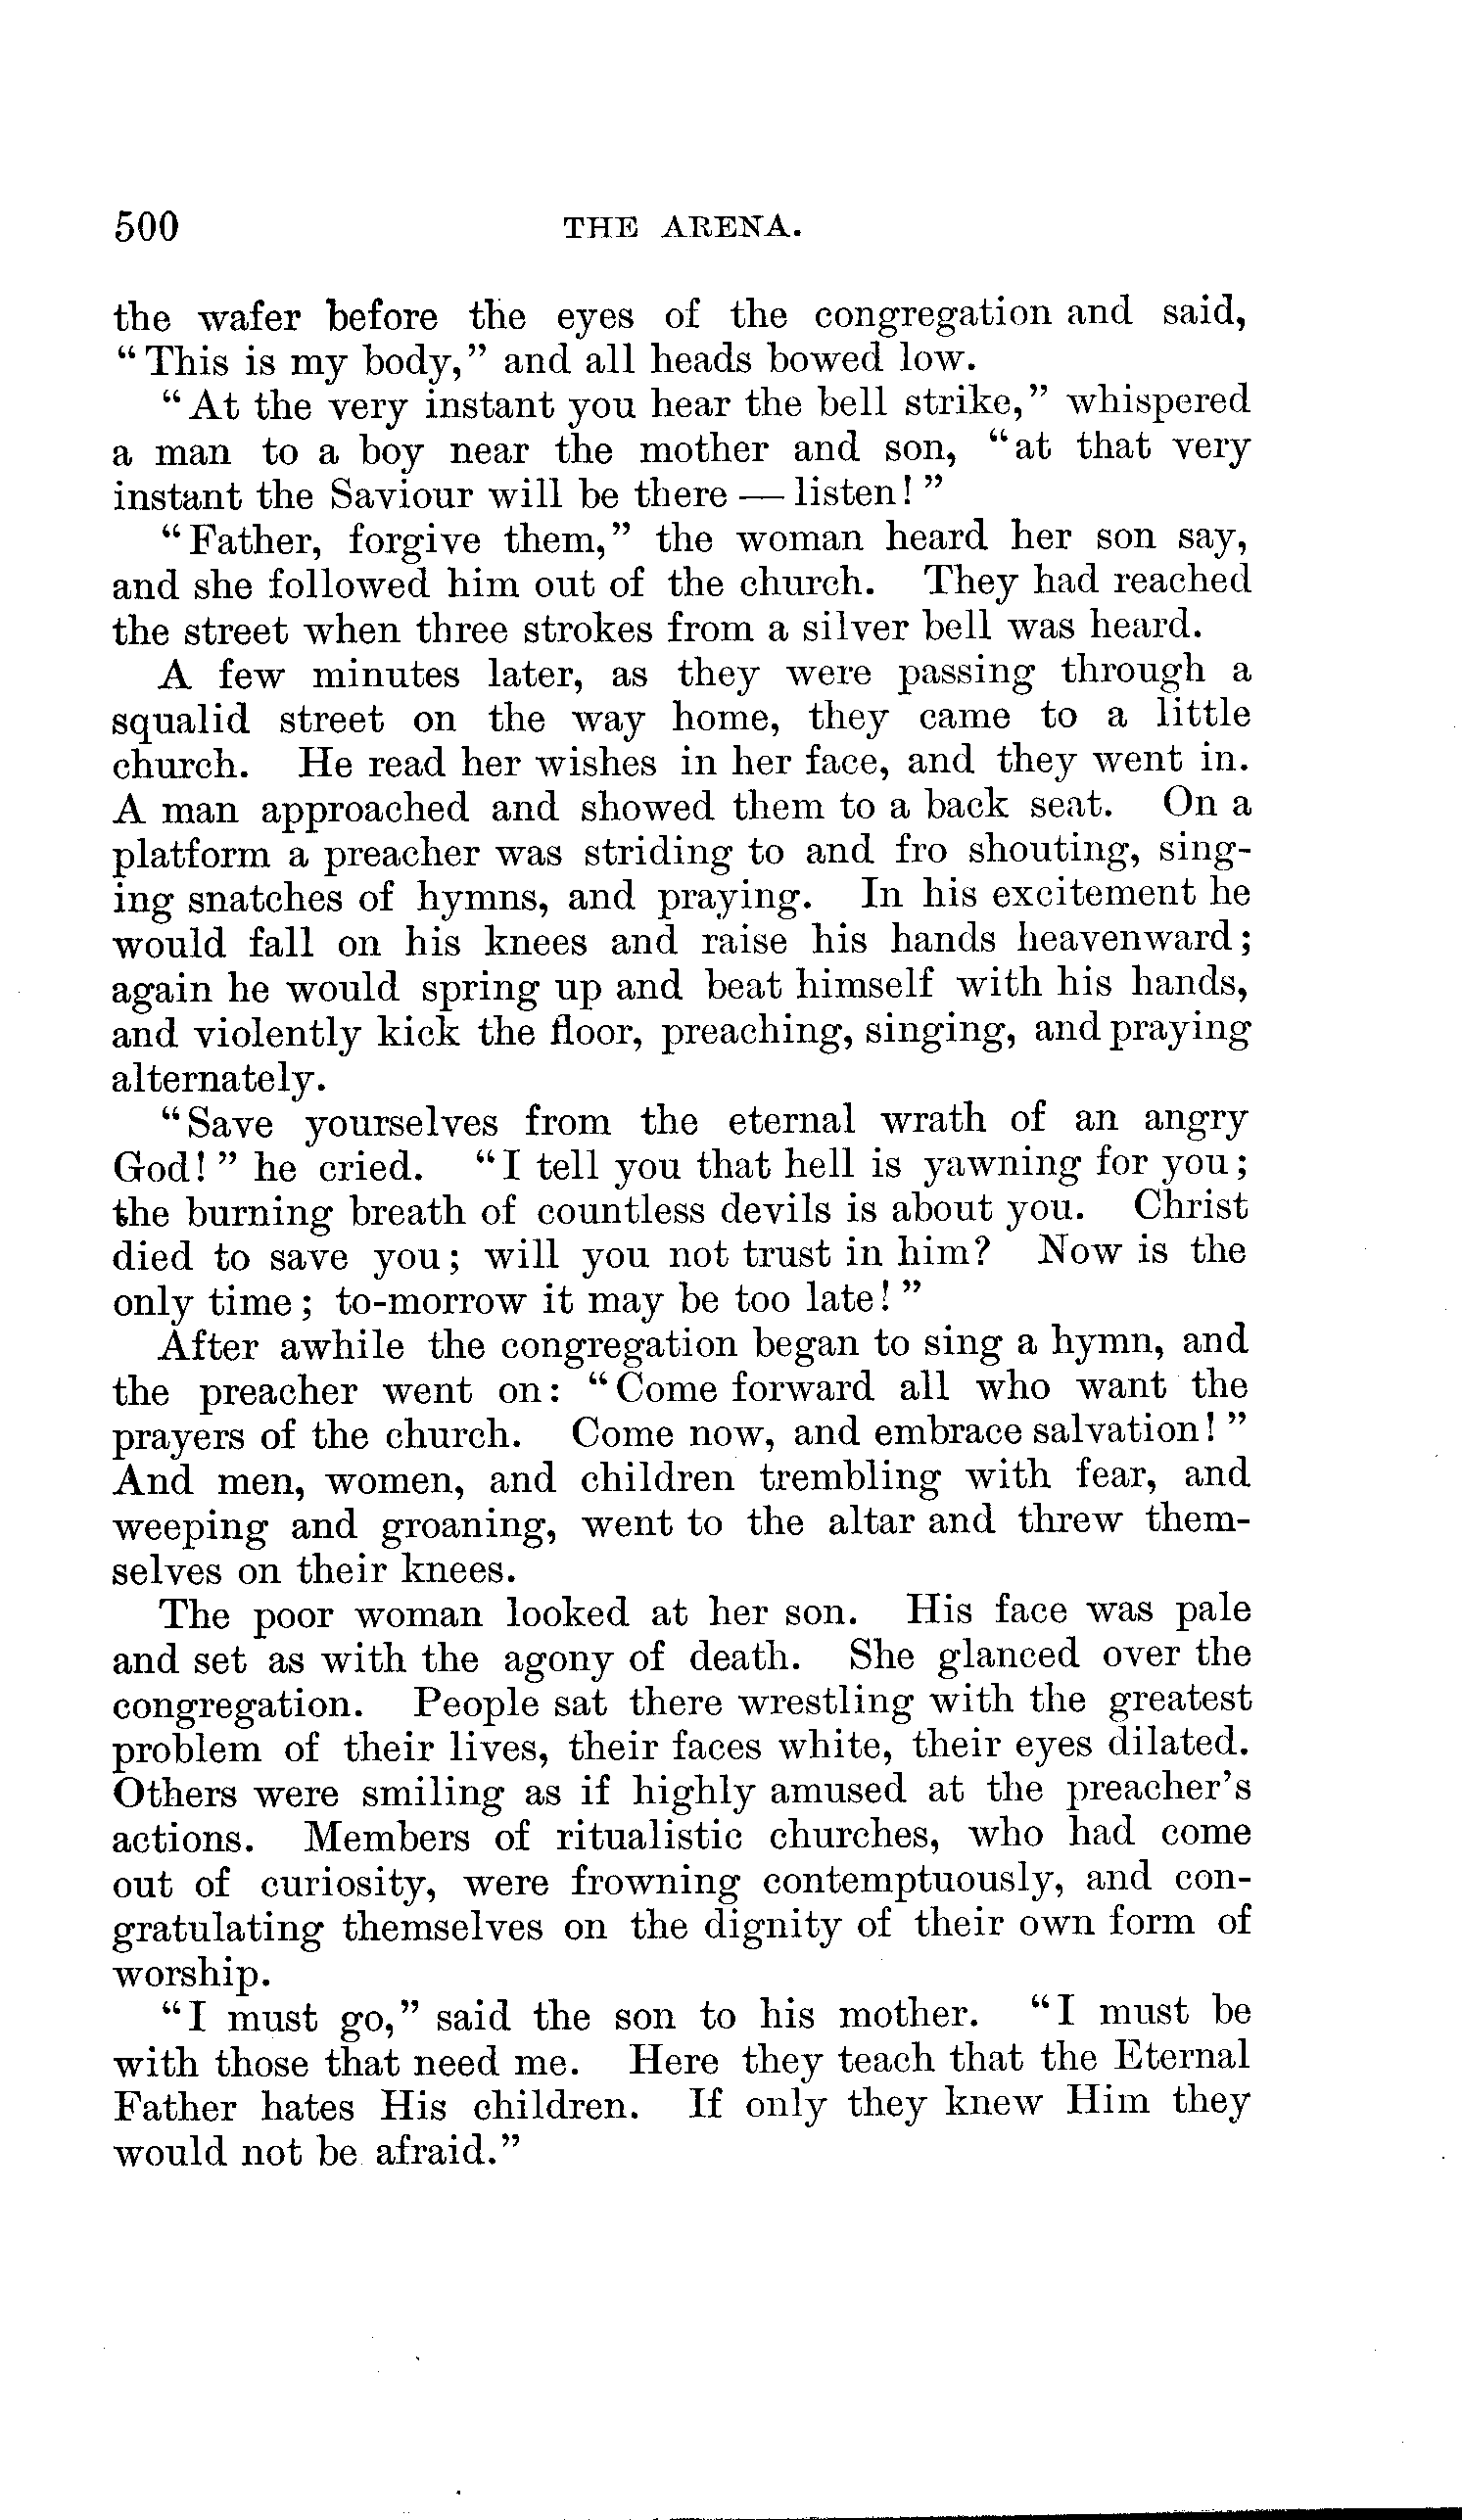 500 THE ARENA.
the wafer before the eyes of the congregation and said,
“This is my body,” and all heads bowed low.
“At the very instant you hear the bell strike,” whispered
a man to a boy near the mother and son, “at that very
instant the Saviour will be there — listen!”
“Father, forgive them,” the woman heard her son say,
and she followed him out of the church. They had reached
the street when three strokes from a silver bell was heard.
A few minutes later, as they were passing through a
squalid street on the way home, they came to a little
church. He read her wishes in her face, and they went in.
A man approached and showed them to a back seat. On a
platform a preacher was striding to and fro shouting, sing-
ing snatches of hymns, and praying. In his excitement he
would fall on his knees and raise his hands heavenward;
again he would spring up and beat himself with his hands,
and violently kick the floor, preaching, singing, and praying
alternately.
“Save yourselves from the eternal wrath of an angry
God!” he cried. “I tell you that hell is yawning for you;
the burning breath of countless devils is about you. Christ
died to save you; will you not trust in him? Now is the
only time; to-morrow it may be too late!”
After awhile the congregation began to sing a hymn, and
the preacher went on: “Come forward all who want the
prayers of the church. Come now, and embrace salvation!”
And men, women, and children trembling with fear, and
weeping and groaning, went to the altar and threw them-
selves on their knees.
The poor woman looked at her son. His face was pale
and set as with the agony of death. She glanced over the
congregation. People sat there wrestling with the greatest
problem of their lives, their faces white, their eyes dilated.
Others were smiling as if highly amused at the preacher's
actions. Members of ritualistic churches, who had come
out of curiosity, were frowning contemptuously, and con-
gratulating themselves on the dignity of their own form of
worship.
“I must go,” said the son to his mother. “I must be
with those that need me. Here they teach that the Eternal
Father hates His children. If only they knew Him they
would not be afraid.”